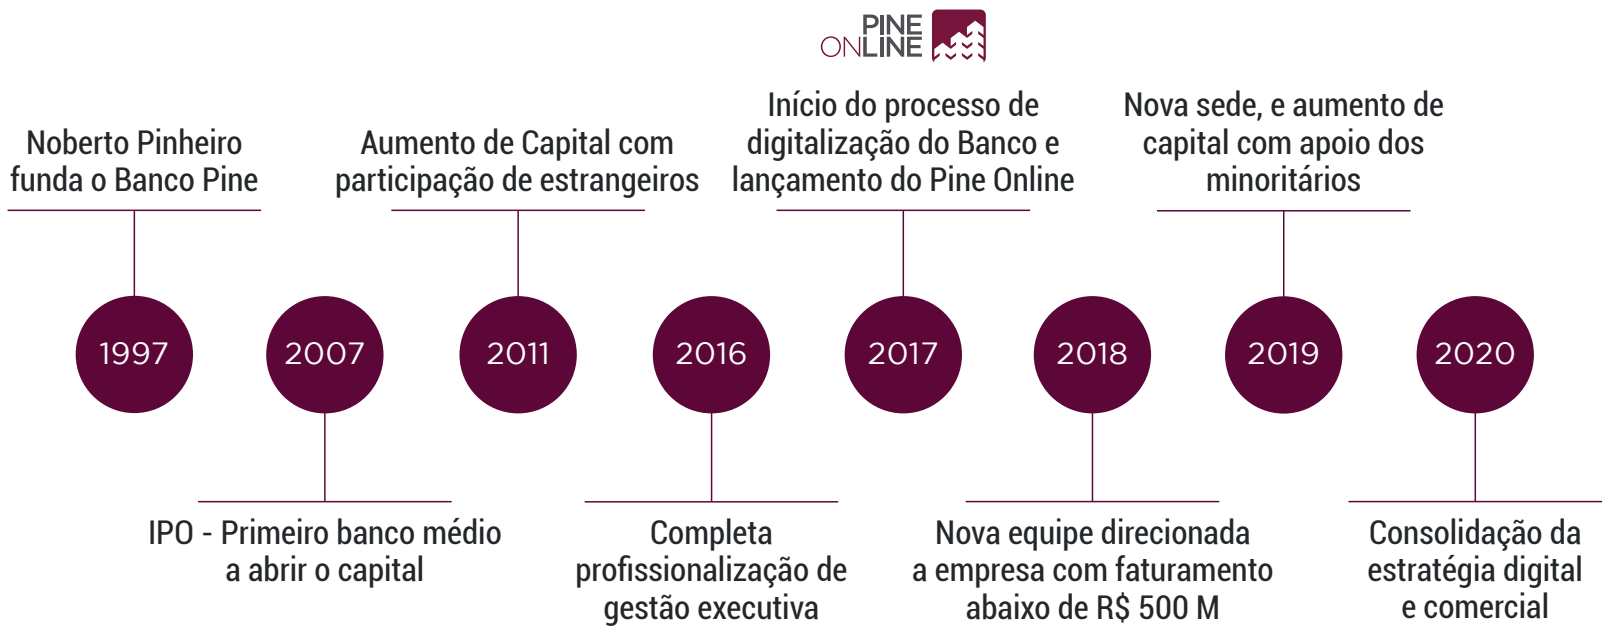 PINE
ONLINE
Noberto Pinheiro
funda o Banco Pine
Aumento de Capital com
participação de estrangeiros
Início do processo de
digitalização do Banco e
lançamento do Pine Online
Nova sede, e aumento de
capital com apoio dos
minoritários
1997
2007
2011
2016
2017
2018
2019
2020
IPO - Primeiro banco médio
a abrir o capital
Completa
profissionalização de
gestão executiva
Nova equipe direcionada
a empresa com faturamento
abaixo de R$ 500 M
Consolidação da
estratégia digital
e comercial